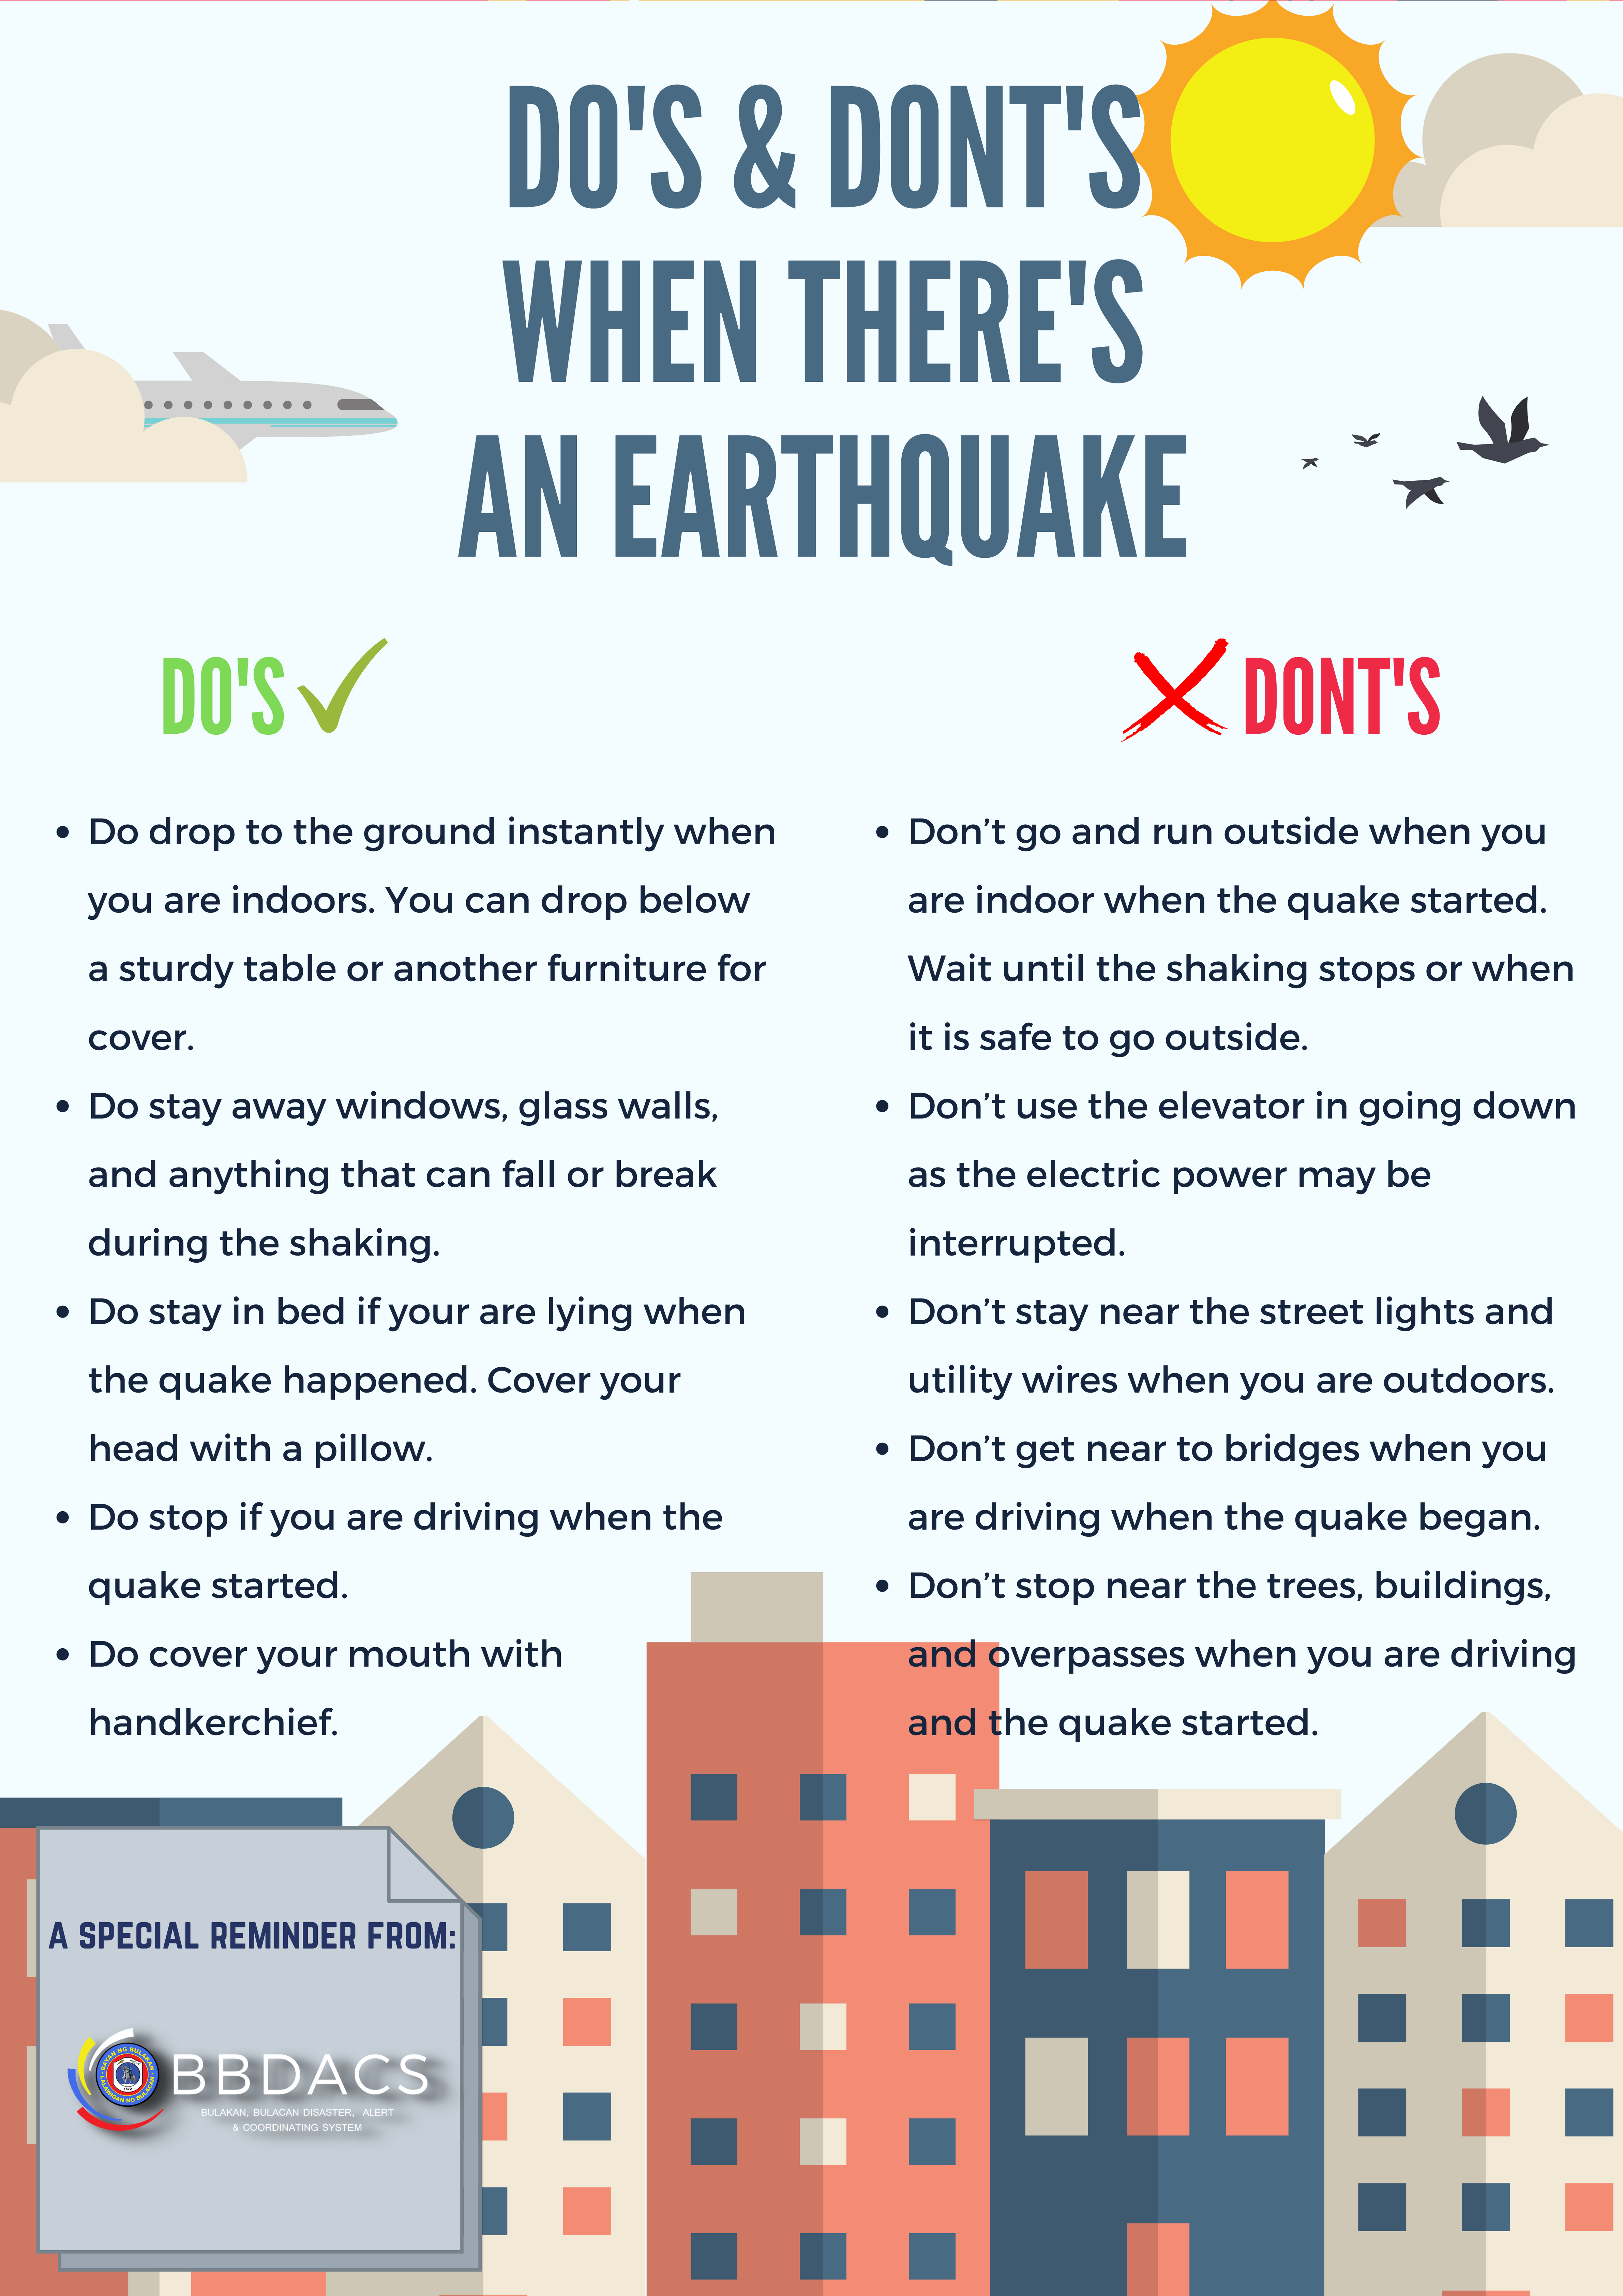 DO'S & DONT'S
WHEN THERE'S
AN EARTHQUAKE
DO'S
Do drop to the ground instantly when
you are indoors. You can drop below
a sturdy table or another furniture for
cover.
Do stay away windows, glass walls,
and anything that can fall or break
during the shaking.
Do stay in bed if your are lying when
the quake happened. Cover your
head with a pillow.
Do stop if you are driving when the
quake started.
Do cover your mouth with
handkerchief.
DONT'S
Don’t go and run outside when you
are indoor when the quake started.
Wait until the shaking stops or when
it is safe to go outside.
Don’t use the elevator in going down
as the electric power may be
interrupted.
Don’t stay near the street lights and
utility wires when you are outdoors.
Don’t get near to bridges when you
are driving when the quake began.
Don’t stop near the trees, buildings,
and overpasses when you are driving
and the quake started.
A SPECIAL REMINDER FROM:
BAYAN NG BULAKAN
LALAWIGAN NG BULACAN
BBDACS
BULAKAN, BULACAN DISASTER, ALERT
& COORDINATING SYSTEM